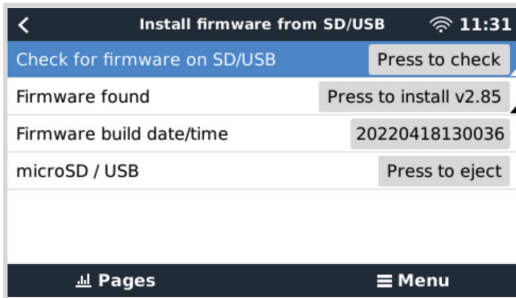 Install firmware from SD/USB 11:31
Check for firmware on SD/USB Press to check
Firmware found Press to install v2.85
Firmware build date/time 20220418130036
microSD / USB Press to eject
Pages Menu